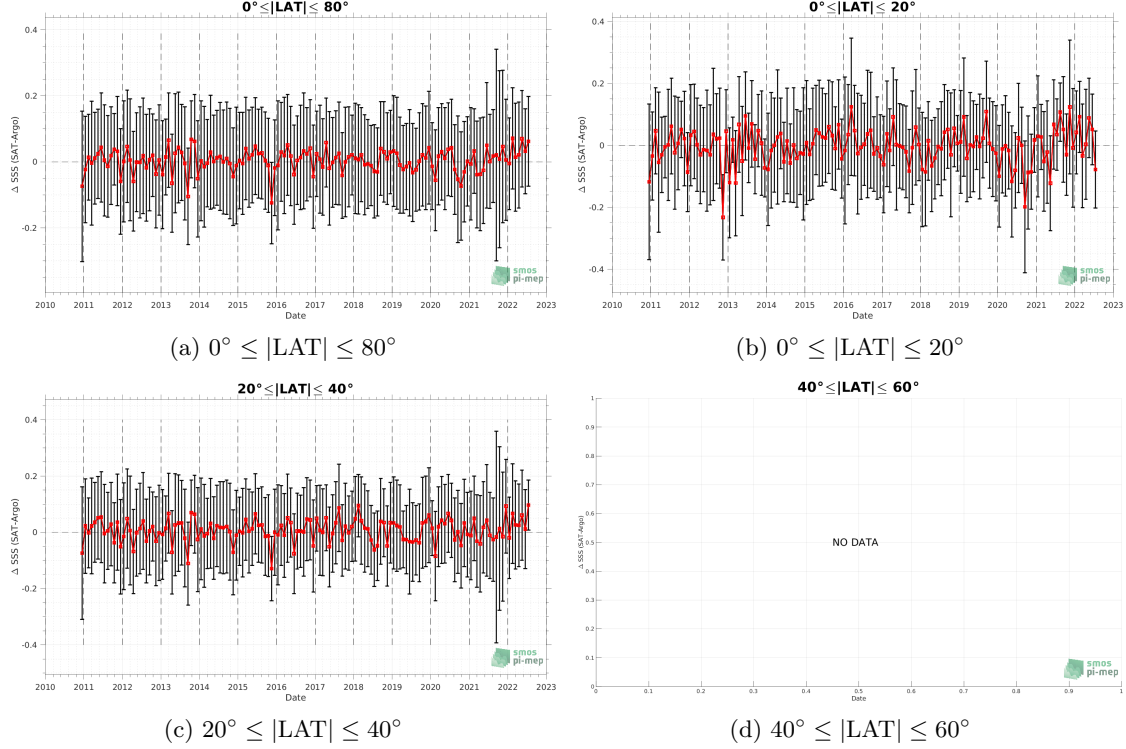 0°≤|LAT|≤ 80°
0.4
0.2
0
-0.2
Δ SSS (SAT-Argo)
2010 2011 2012 2013 2014 2015 2016 2017 2018 2019 2020 2021 2022 2023
Date
smos
pi-mep
(a) 0° ≤ |LAT| ≤ 80°
0°≤|LAT|≤ 20°
0.4
0.2
0
-0.2
-0.4
Δ SSS (SAT-Argo)
2010 2011 2012 2013 2014 2015 2016 2017 2018 2019 2020 2021 2022 2023
Date
smos
pi-mep
(b) 0° ≤ |LAT| ≤ 20°
20°≤|LAT|≤ 40°
0.4
0.2
0
-0.2
-0.4
Δ SSS (SAT-Argo)
2010 2011 2012 2013 2014 2015 2016 2017 2018 2019 2020 2021 2022 2023
Date
smos
pi-mep
(c) 20° ≤ |LAT| ≤ 40°
40°≤|LAT|≤ 60°
1
0.9
0.8
0.7
0.6
0.5
0.4
0.3
0.2
0.1
0
Δ SSS (SAT-Argo)
NO DATA
0 0.1 0.2 0.3 0.4 0.5 0.6 0.7 0.8 0.9 1
Date
smos
pi-mep
(d) 40° ≤ |LAT| ≤ 60°